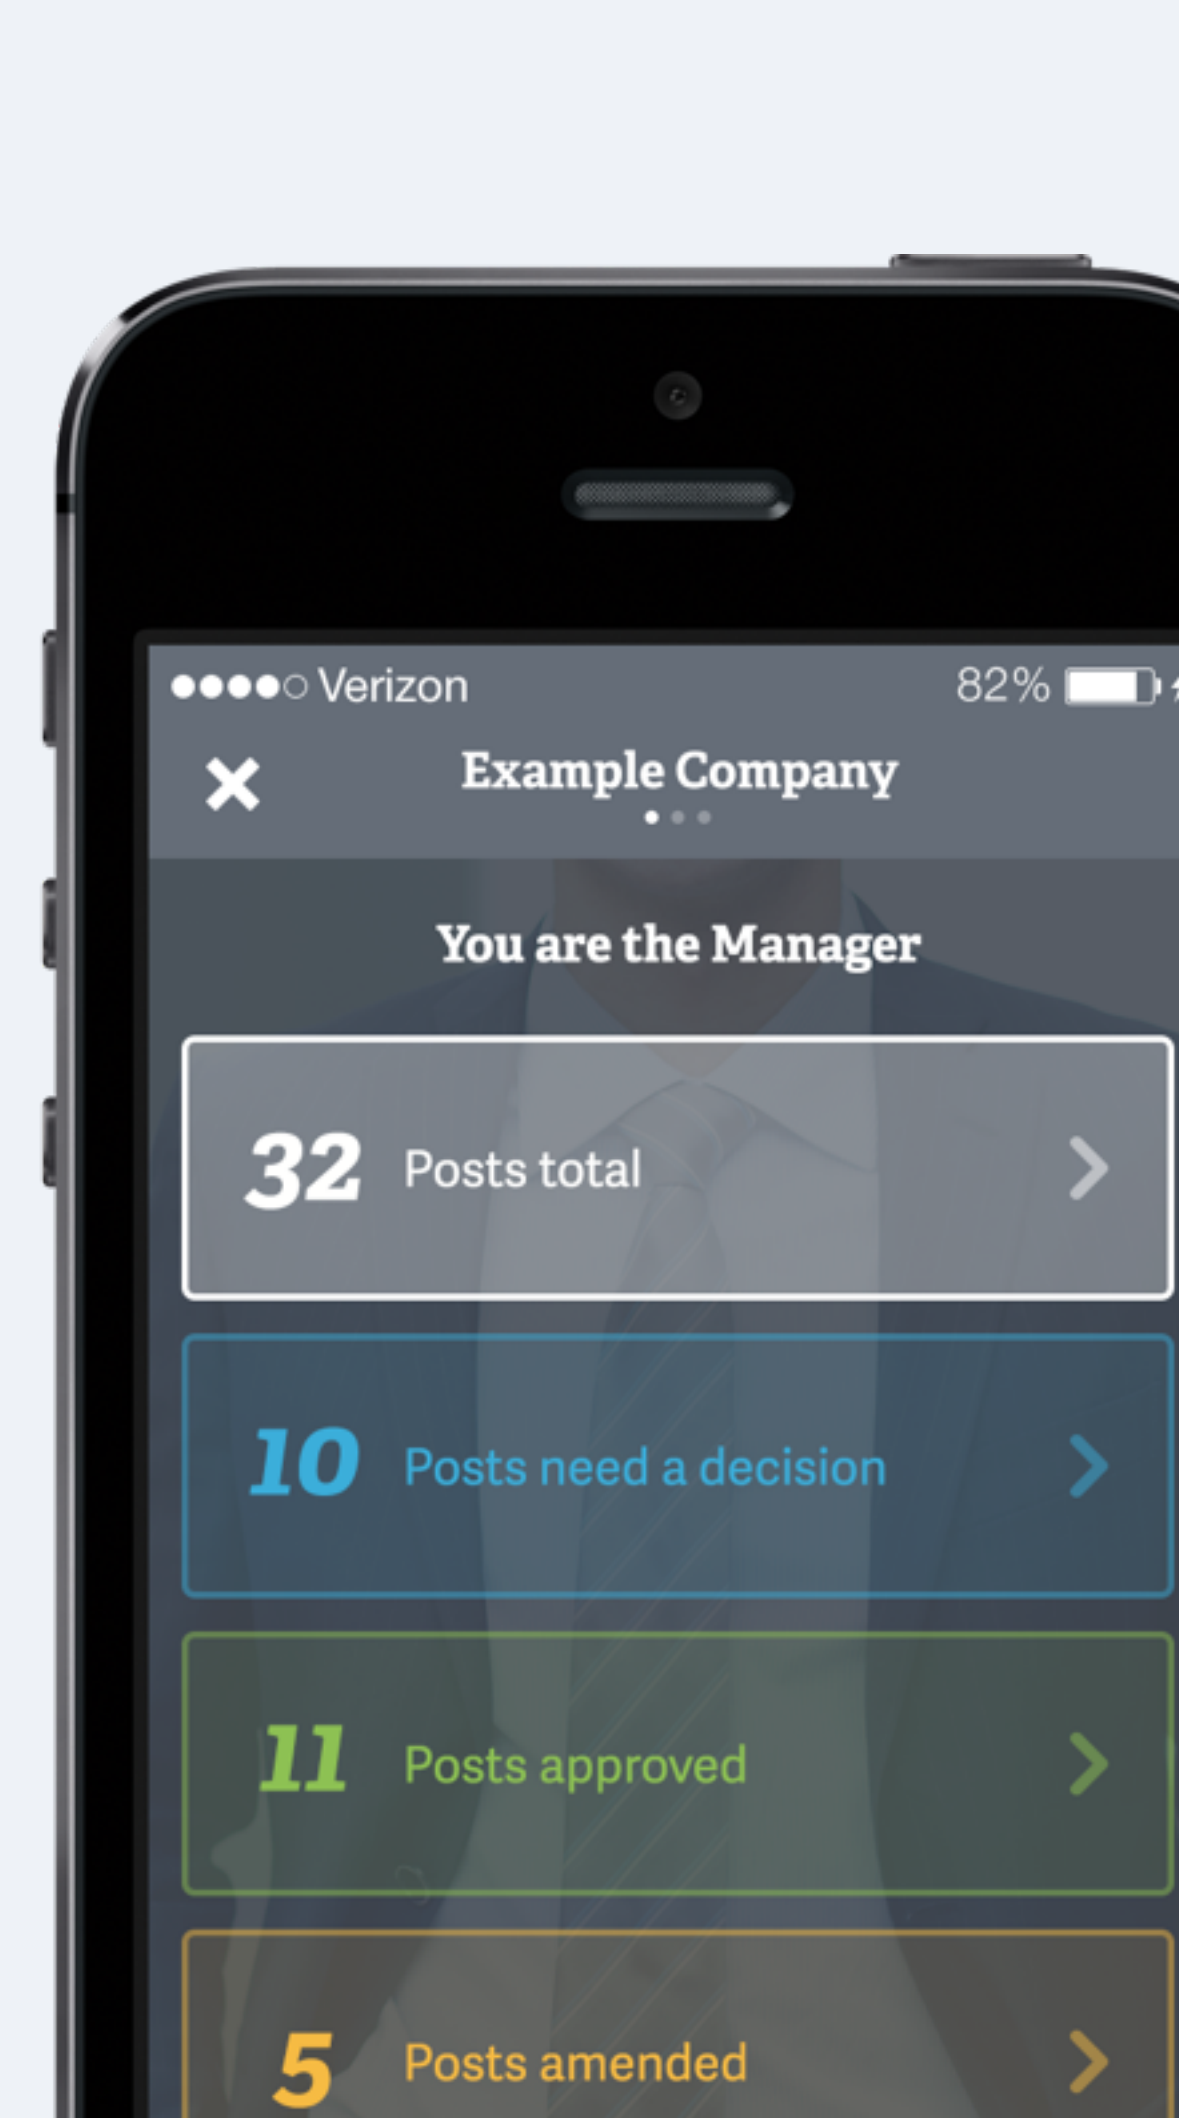 Verizon 82%
Example Company
You are the Manager
32 Posts total
10 Posts need a decision
11 Posts approved
5 Posts amended